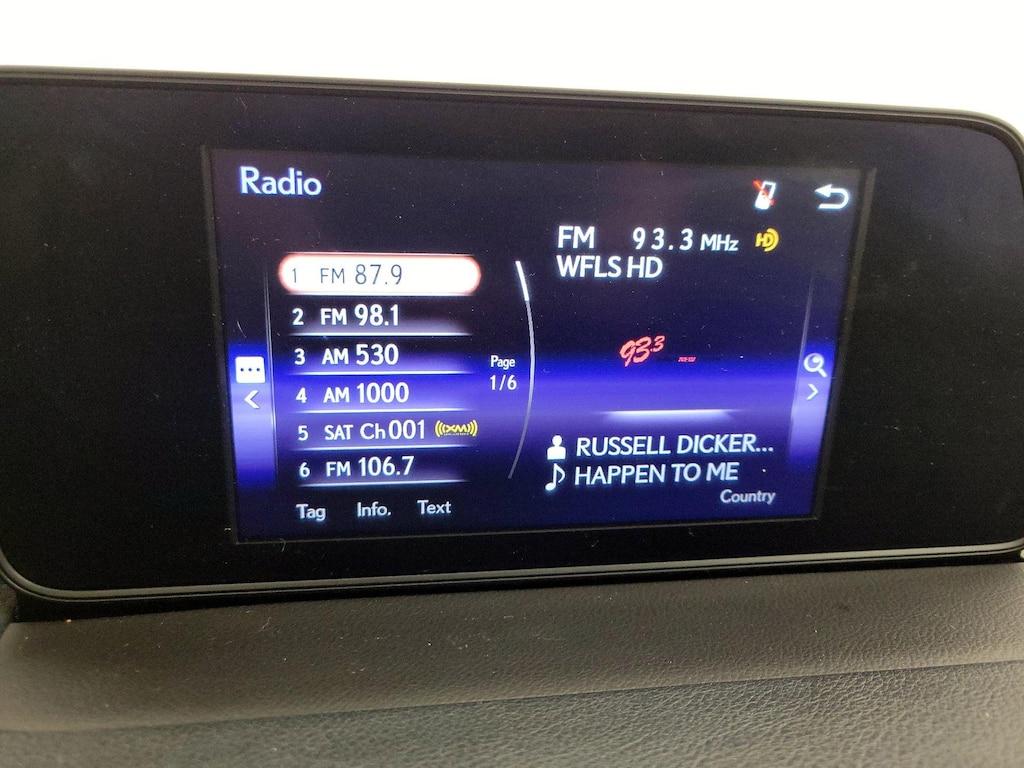 Radio
FM 93.3 MHz HD
WFLS HD
1 FM 87.9
2 FM 98.1
3 AM 530
4 AM 1000
5 SAT Ch 001 ((XM))
6 FM 106.7
Page
1/6
93.3
RUSSELL DICKER...
HAPPEN TO ME
Country
Tag Info. Text